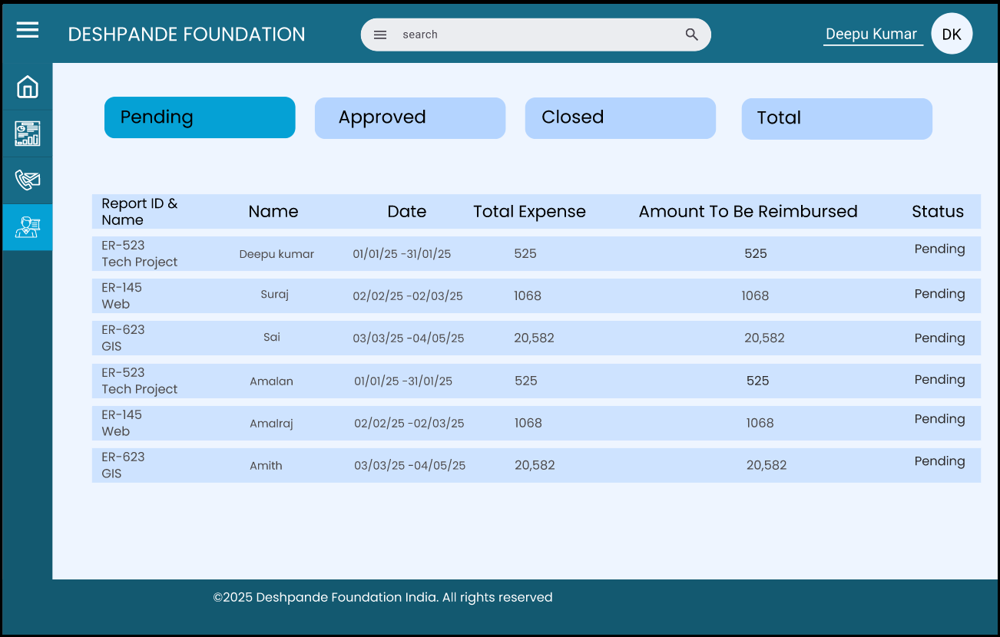 DESHPANDE FOUNDATION
search
Deepu Kumar
DK
Pending
Approved
Closed
Total
Report ID & Name
Name
Date
Total Expense
Amount To Be Reimbursed
Status
ER-523
Tech Project
Deepu kumar
01/01/25 -31/01/25
525
525
Pending
ER-145
Web
Suraj
02/02/25 -02/03/25
1068
1068
Pending
ER-623
GIS
Sai
03/03/25 -04/05/25
20,582
20,582
Pending
ER-523
Tech Project
Amalan
01/01/25 -31/01/25
525
525
Pending
ER-145
Web
Amalraj
02/02/25 -02/03/25
1068
1068
Pending
ER-623
GIS
Amith
03/03/25 -04/05/25
20,582
20,582
Pending
©2025 Deshpande Foundation India. All rights reserved